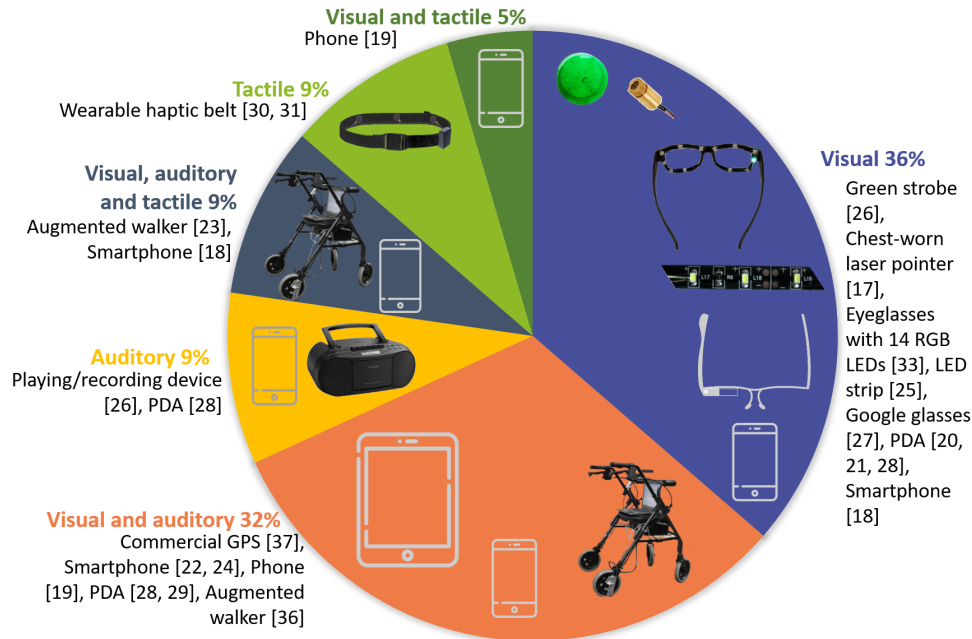 Visual and tactile 5%
Phone [19]
Tactile 9%
Wearable haptic belt [30, 31]
Visual, auditory
and tactile 9%
Augmented walker [23],
Smartphone [18]
Auditory 9%
Playing/recording device
[26], PDA [28]
Visual and auditory 32%
Commercial GPS [37],
Smartphone [22, 24], Phone
[19], PDA [28, 29], Augmented
walker [36]
Visual 36%
Green strobe
[26],
Chest-worn
laser pointer
[17],
Eyeglasses
with 14 RGB
LEDs [33], LED
strip [25],
Google glasses
[27], PDA [20,
21, 28],
Smartphone
[18]
L17 R6 L18 L19